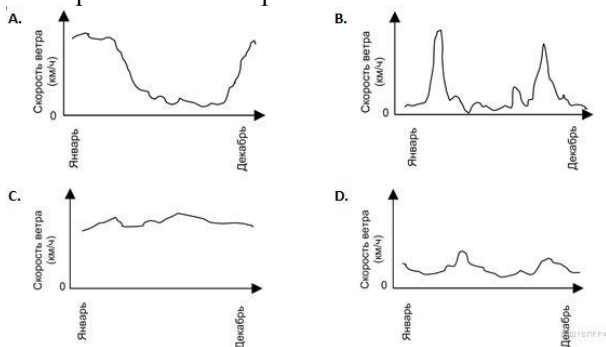 A.
Скорость ветра
(км/ч)
0
Январь
Декабрь
B.
Скорость ветра
(км/ч)
0
Январь
Декабрь
C.
Скорость ветра
(км/ч)
0
Январь
Декабрь
D.
Скорость ветра
(км/ч)
0
Январь
Декабрь